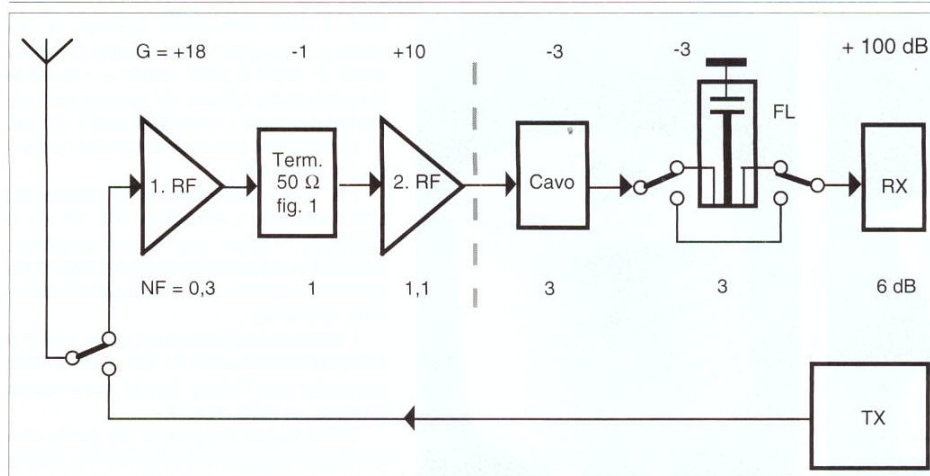 G = +18 -1 +10 -3 -3 + 100 dB
FL
1. RF
Term.
50 Ω
fig. 1
2. RF
Cavo
RX
NF = 0,3 1 1,1 3 3 6 dB
TX